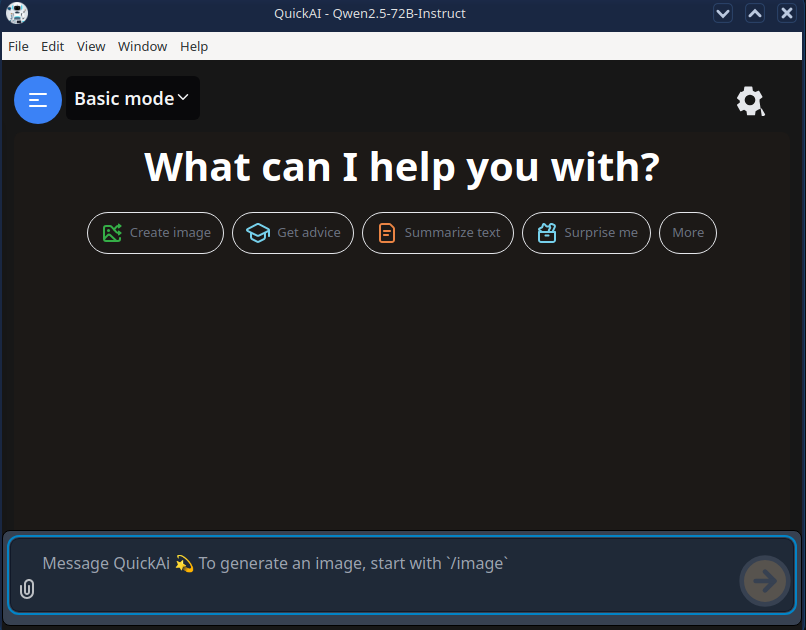 QuickAI - Qwen2.5-72B-Instruct
File Edit View Window Help
Basic mode
What can I help you with?
Create image Get advice Summarize text Surprise me More
Message QuickAi 💫 To generate an image, start with `/image`